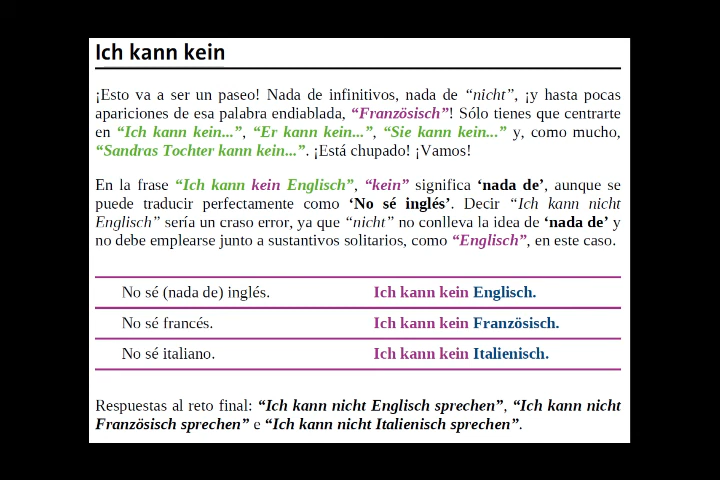 Ich kann kein
¡Esto va a ser un paseo! Nada de infinitivos, nada de “nicht”, ¡y hasta pocas
apariciones de esa palabra endiablada, “Französisch”! Sólo tienes que centrarte
en “Ich kann kein...”, “Er kann kein...”, “Sie kann kein...” y, como mucho,
“Sandras Tochter kann kein...”. ¡Está chupado! ¡Vamos!
En la frase “Ich kann kein Englisch”, “kein” significa ‘nada de’, aunque se
puede traducir perfectamente como ‘No sé inglés’. Decir “Ich kann nicht
Englisch” sería un craso error, ya que “nicht” no conlleva la idea de ‘nada de’ y
no debe emplearse junto a sustantivos solitarios, como “Englisch”, en este caso.
No sé (nada de) inglés. Ich kann kein Englisch.
No sé francés. Ich kann kein Französisch.
No sé italiano. Ich kann kein Italienisch.
Respuestas al reto final: “Ich kann nicht Englisch sprechen”, “Ich kann nicht
Französisch sprechen” e “Ich kann nicht Italienisch sprechen”.